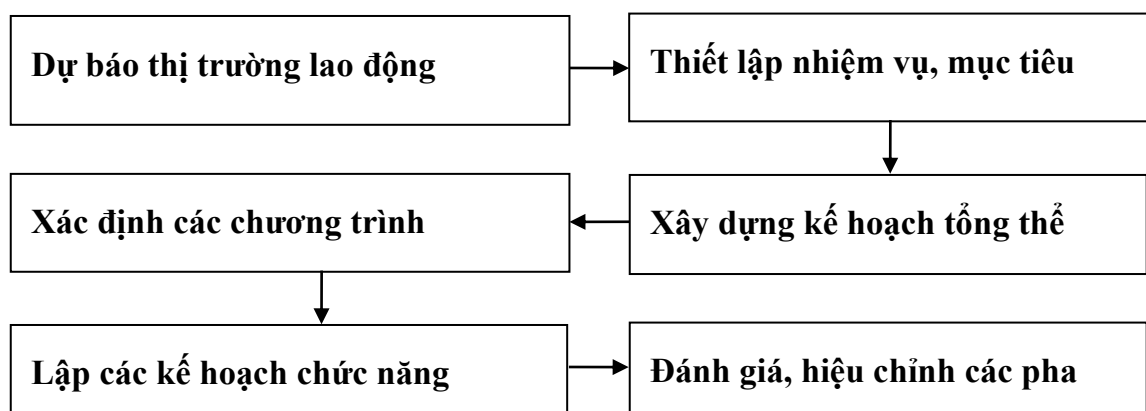 Dự báo thị trường lao động
Thiết lập nhiệm vụ, mục tiêu
Xác định các chương trình
Xây dựng kế hoạch tổng thể
Lập các kế hoạch chức năng
Đánh giá, hiệu chỉnh các pha